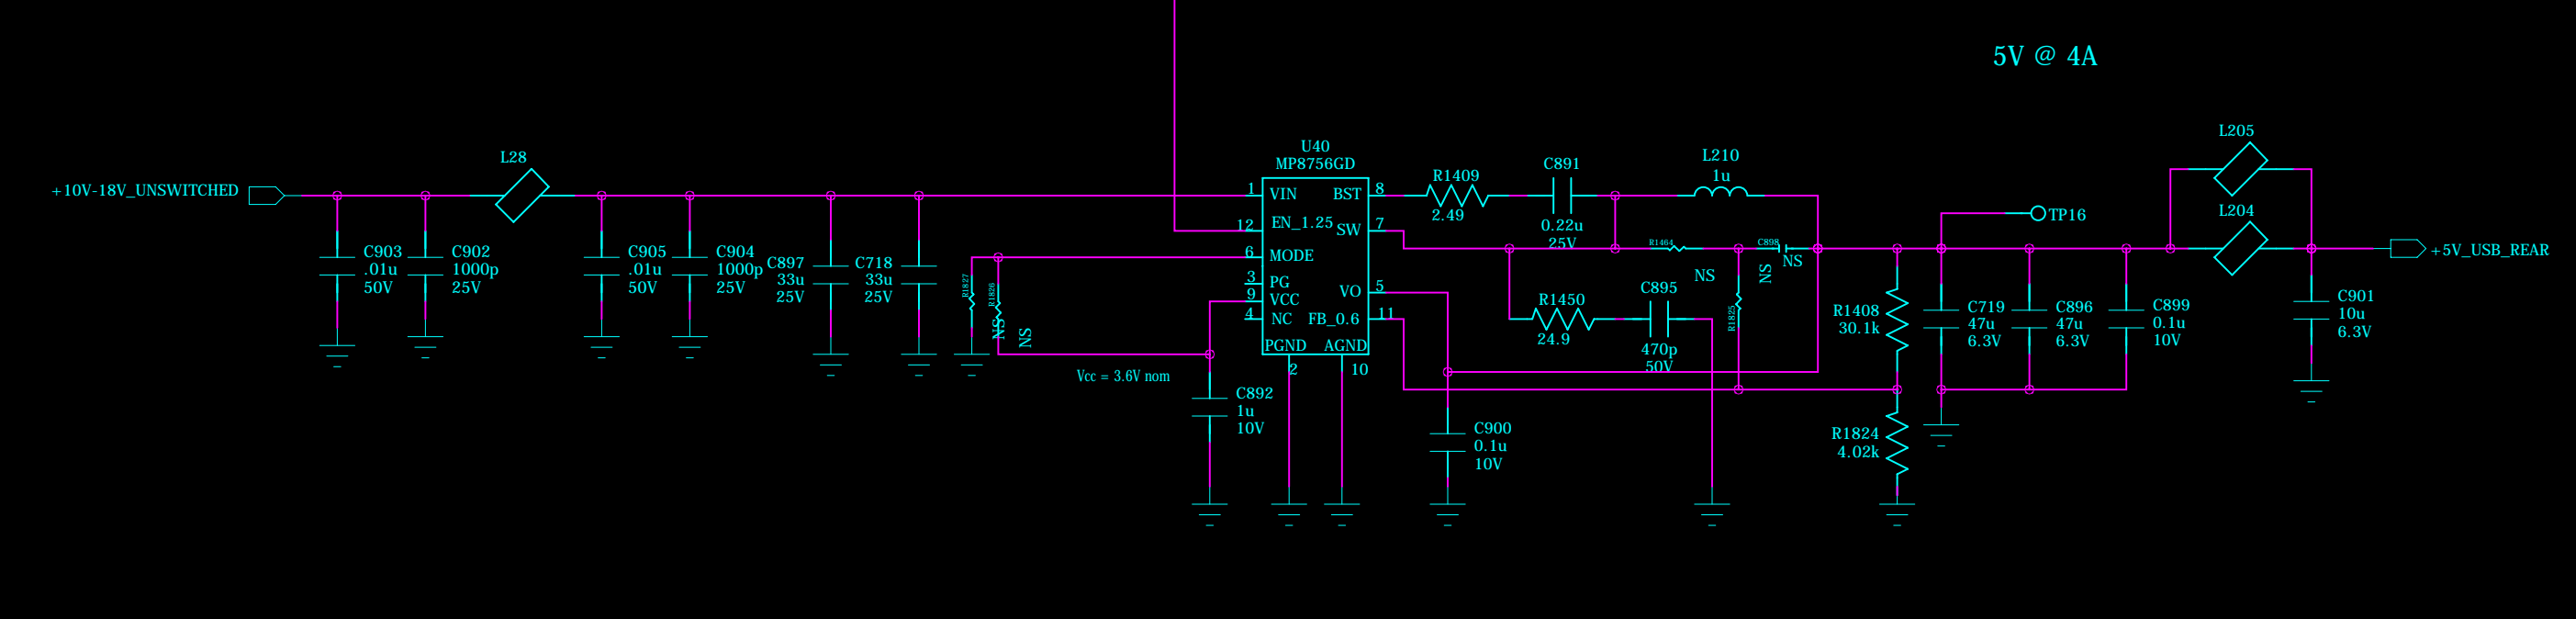 5V @ 4A
+10V-18V_UNSWITCHED
L28
C903
.01u
50V
C902
1000p
25V
C905
.01u
50V
C904
1000p
25V
C897
33u
25V
C718
33u
25V
R1827
R1826
NS
NS
Vcc = 3.6V nom
U40
MP8756GD
1 VIN
BST 8
12 EN_1.25
SW 7
6 MODE
3 PG
9 VCC
VO 5
4 NC
FB_0.6 11
PGND
AGND
2
10
C892
1u
10V
R1409
2.49
C891
0.22u
25V
L210
1u
R1464
C898
NS
NS
NS
R1450
24.9
C895
470p
50V
R1825
C900
0.1u
10V
R1408
30.1k
R1824
4.02k
TP16
C719
47u
6.3V
C896
47u
6.3V
C899
0.1u
10V
L205
L204
+5V_USB_REAR
C901
10u
6.3V